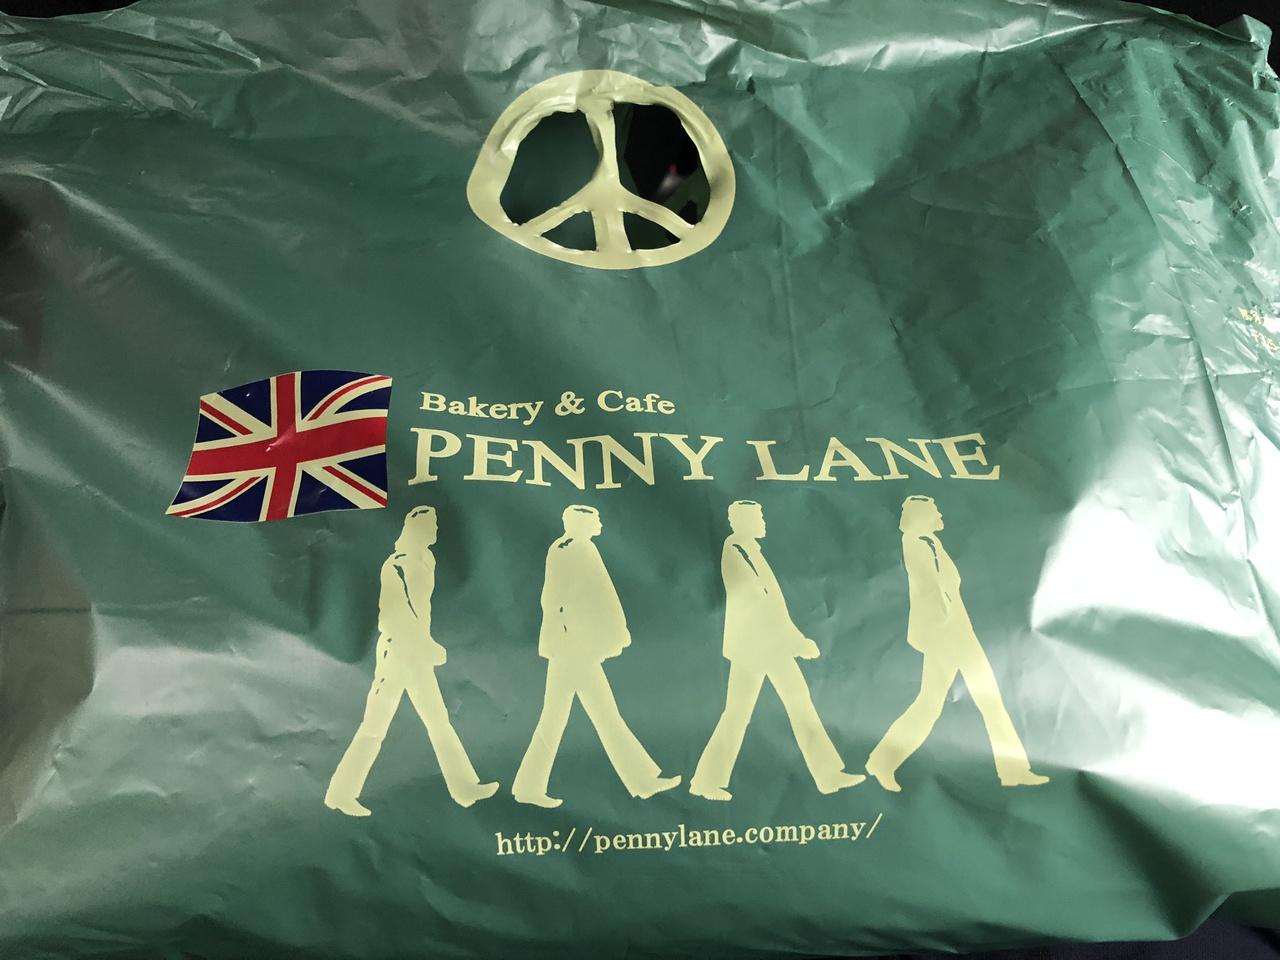 Bakery & Cafe
PENNY LANE
http://pennylane.company/